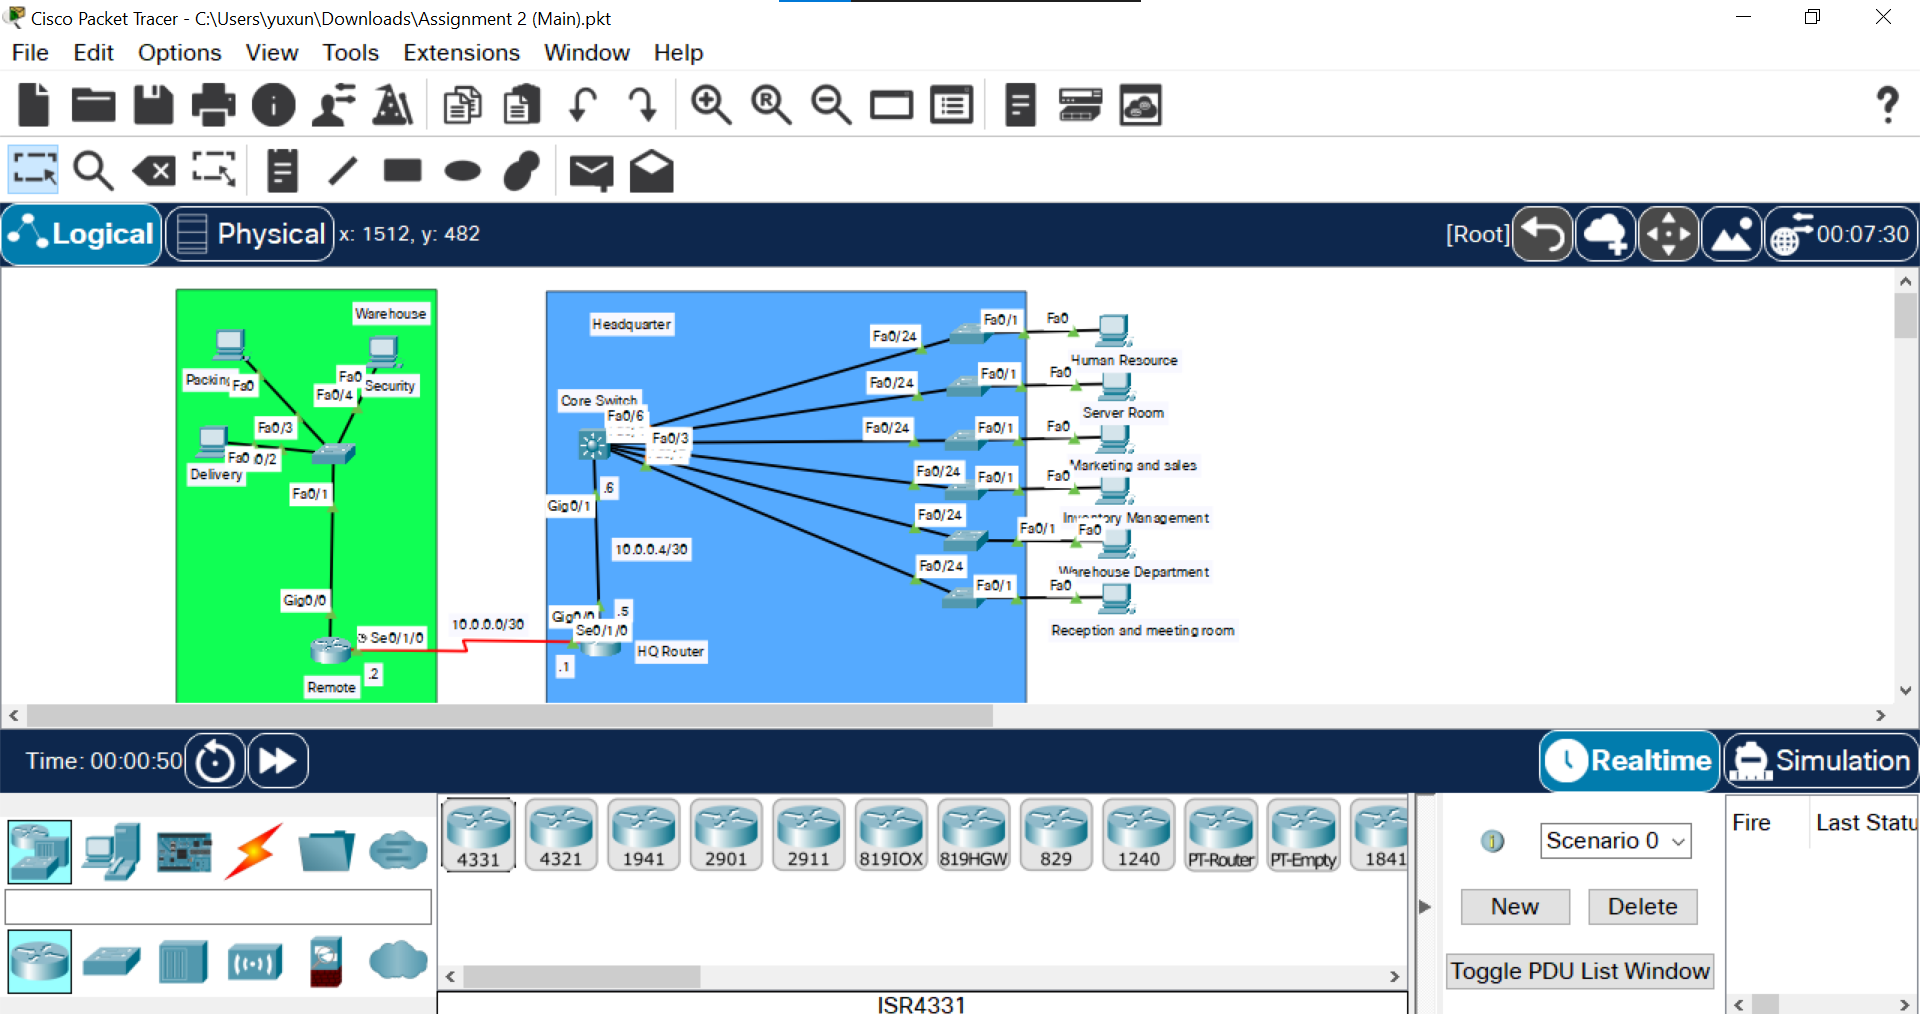 Cisco Packet Tracer - C:\Users\yuxun\Downloads\Assignment 2 (Main).pkt
File Edit Options View Tools Extensions Window Help
Logical Physical x: 1512, y: 482 [Root] 00:07:30
Warehouse
Packing
Fa0
Fa0
Fa0/4
Security
Fa0/3
Fa0
0/2
Delivery
Fa0/1
Gig0/0
Se0/1/0
.2
Remote
10.0.0.0/30
Headquarter
Core Switch
Fa0/6
Fa0/3
.6
Gig0/1
10.0.0.4/30
Gig0/0
.5
Se0/1/0
.1
HQ Router
Fa0/24
Fa0/1
Fa0
Human Resource
Fa0/24
Fa0/1
Fa0
Server Room
Fa0/24
Fa0/1
Fa0
Marketing and sales
Fa0/24
Fa0/1
Fa0
Inventory Management
Fa0/24
Fa0/1
Fa0
Warehouse Department
Fa0/24
Fa0/1
Fa0
Reception and meeting room
Time: 00:00:50 Realtime Simulation
4331 4321 1941 2901 2911 819IOX 819HGW 829 1240 PT-Router PT-Empty 1841
ISR4331
Scenario 0
New Delete
Toggle PDU List Window
Fire Last Statu